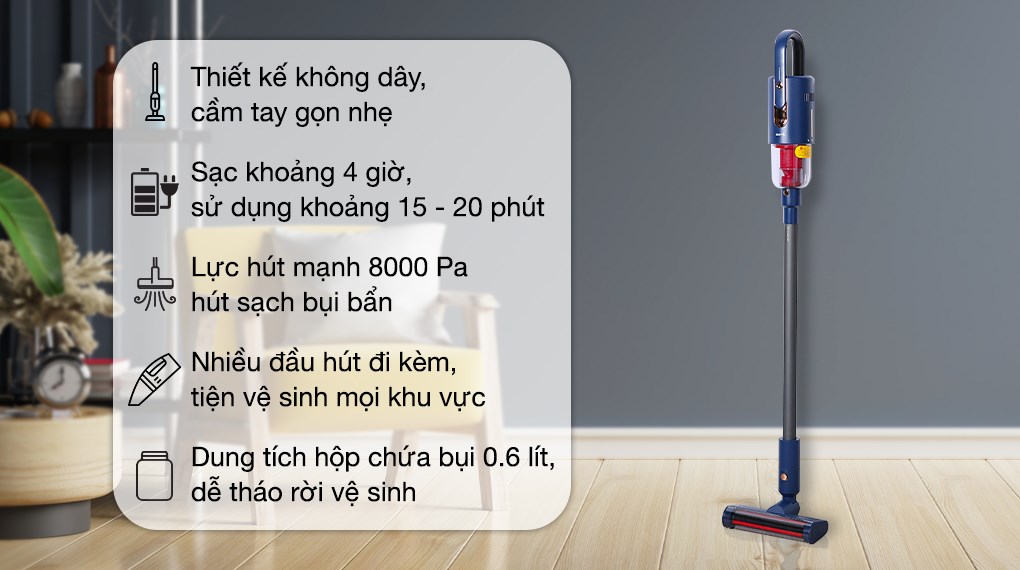 Thiết kế không dây,
cầm tay gọn nhẹ
Sạc khoảng 4 giờ,
sử dụng khoảng 15 - 20 phút
Lực hút mạnh 8000 Pa
hút sạch bụi bẩn
Nhiều đầu hút đi kèm,
tiện vệ sinh mọi khu vực
Dung tích hộp chứa bụi 0.6 lít,
dễ tháo rời vệ sinh